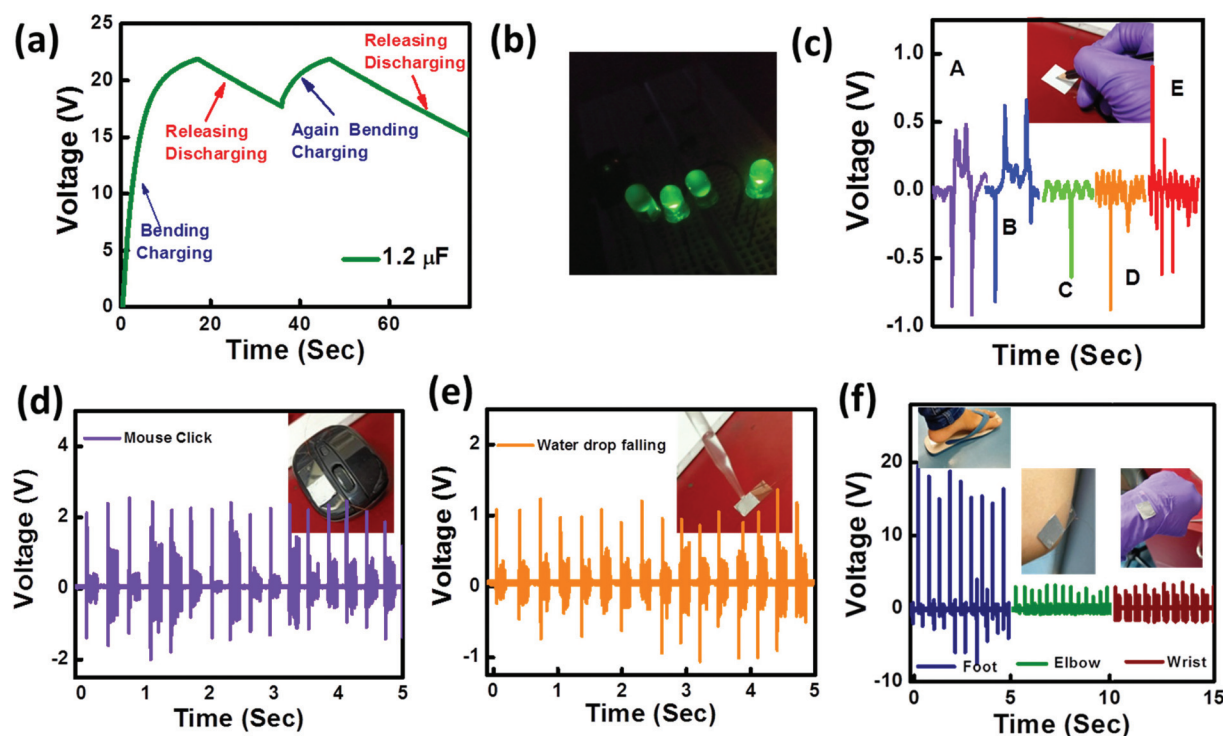 (a)
25
20
15
10
5
0
Voltage (V)
0 20 40 60
Time (Sec)
Bending
Charging
Releasing
Discharging
Again Bending
Charging
Releasing
Discharging
1.2 μF
(b)
(c)
1.0
0.5
0.0
-0.5
-1.0
Voltage (V)
A
B
C
D
E
Time (Sec)
(d)
4
2
0
-2
Voltage (V)
Mouse Click
0 1 2 3 4 5
Time (Sec)
(e)
2
1
0
-1
Voltage (V)
Water drop falling
0 1 2 3 4 5
Time (Sec)
(f)
20
10
0
-10
Voltage (V)
Foot Elbow Wrist
0 5 10 15
Time (Sec)